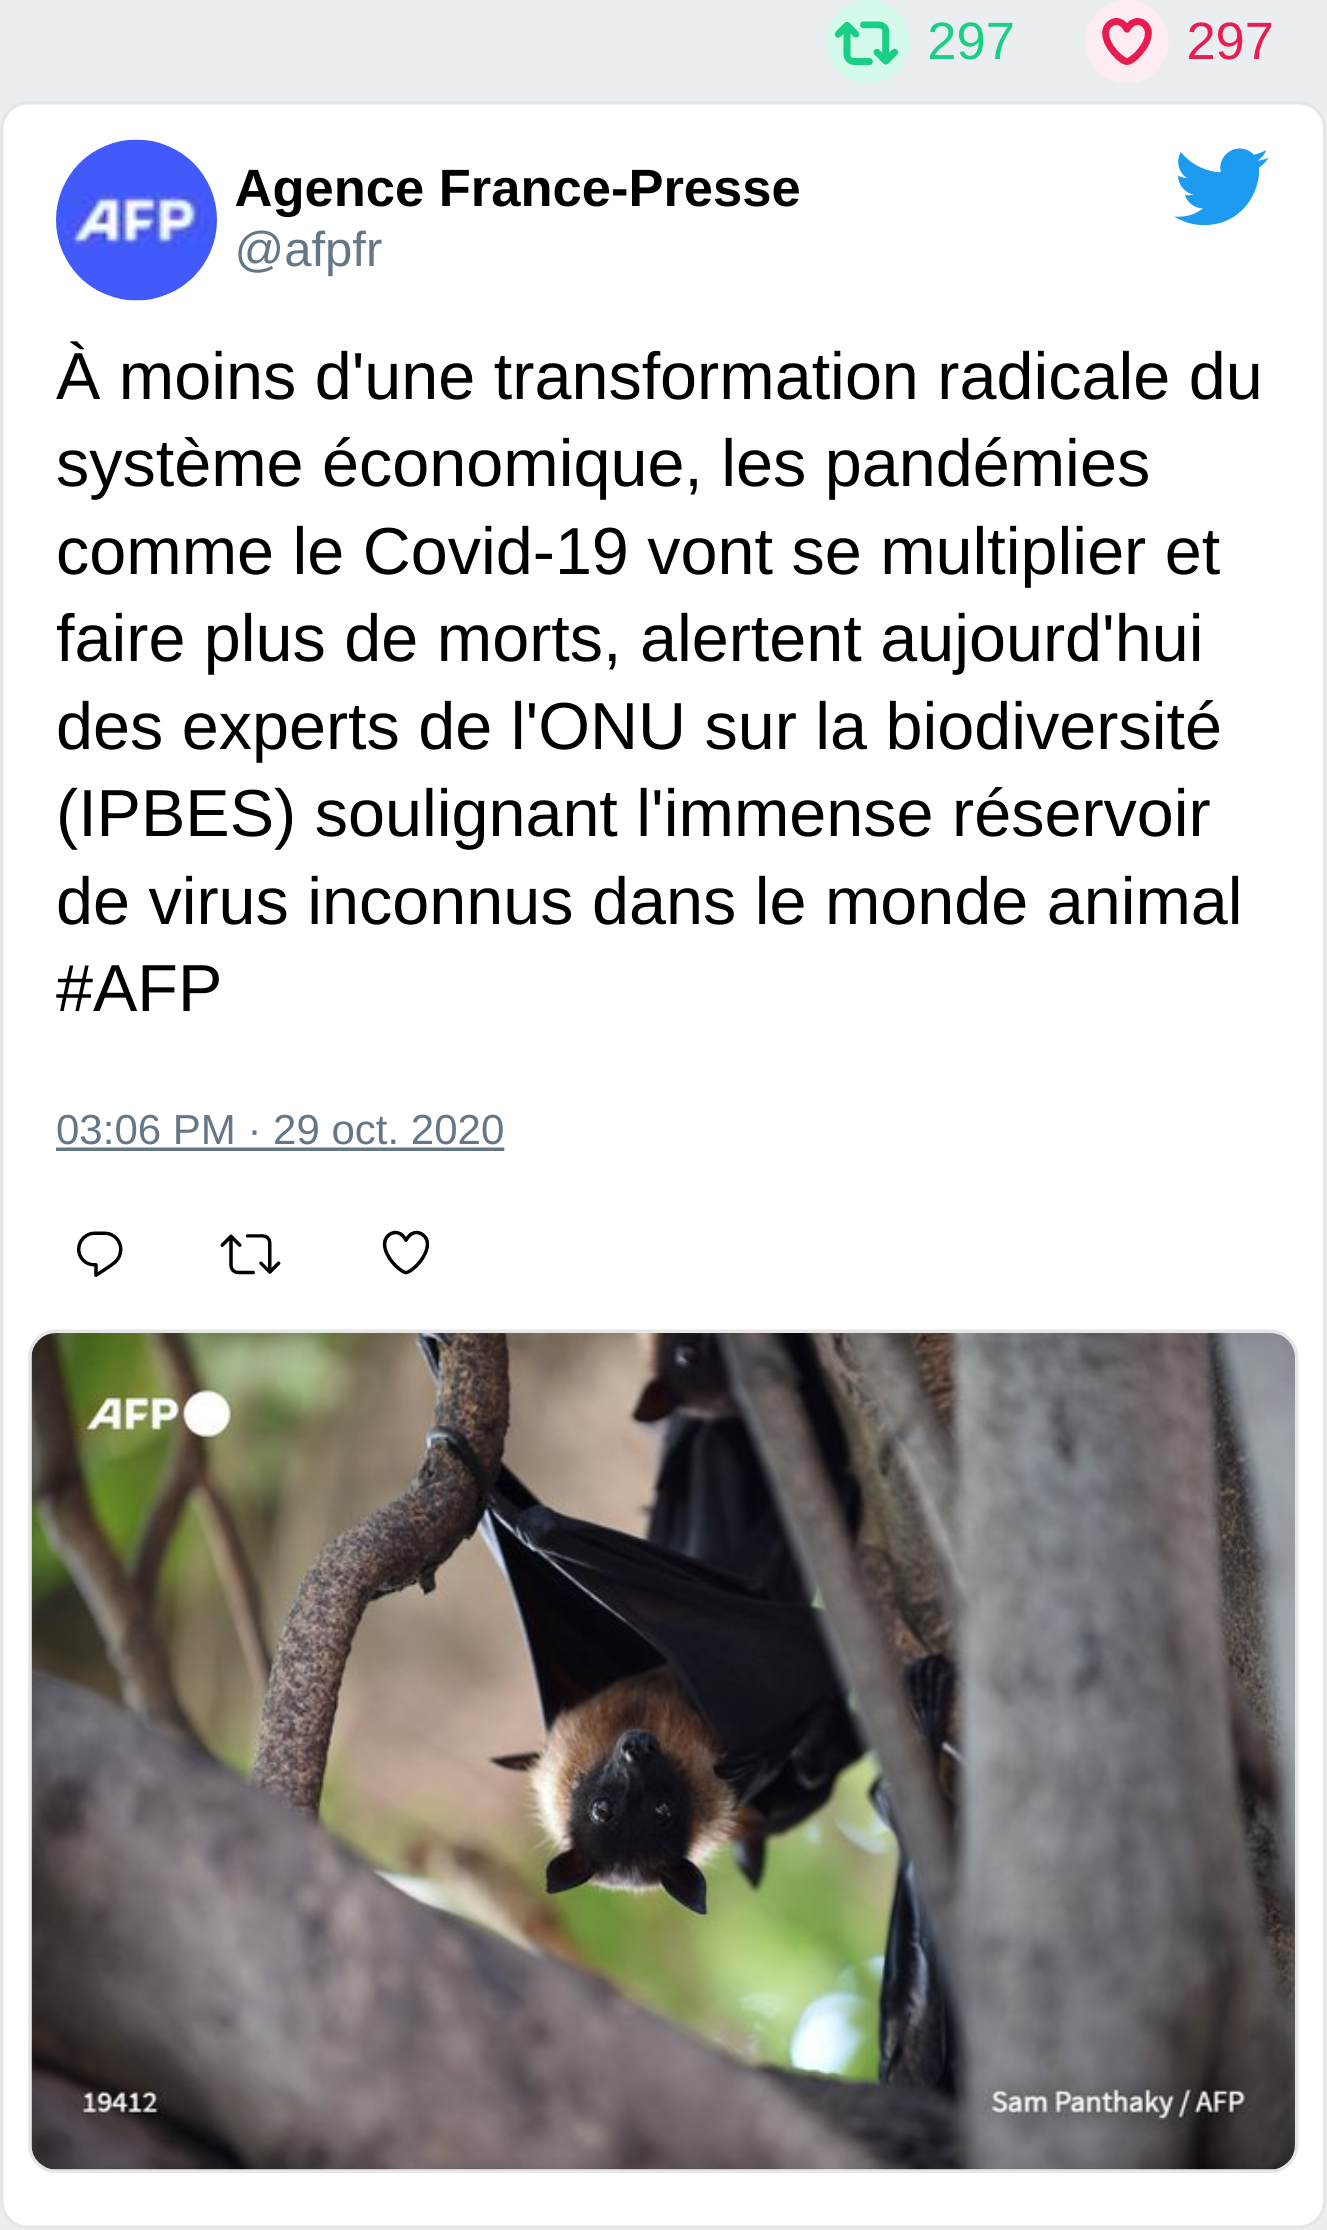 297 297
AFP
Agence France-Presse
@afpfr
À moins d'une transformation radicale du
système économique, les pandémies
comme le Covid-19 vont se multiplier et
faire plus de morts, alertent aujourd'hui
des experts de l'ONU sur la biodiversité
(IPBES) soulignant l'immense réservoir
de virus inconnus dans le monde animal
#AFP
03:06 PM · 29 oct. 2020
AFP
19412
Sam Panthaky / AFP